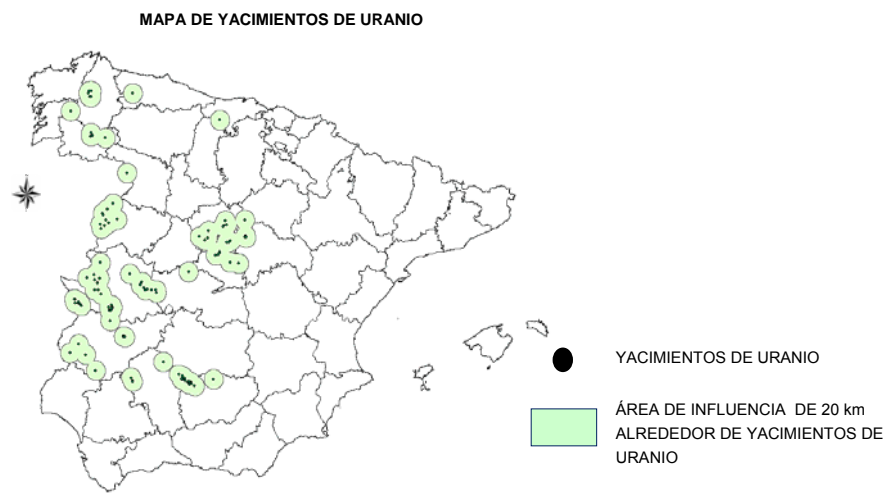 MAPA DE YACIMIENTOS DE URANIO
YACIMIENTOS DE URANIO
ÁREA DE INFLUENCIA DE 20 km
ALREDEDOR DE YACIMIENTOS DE
URANIO